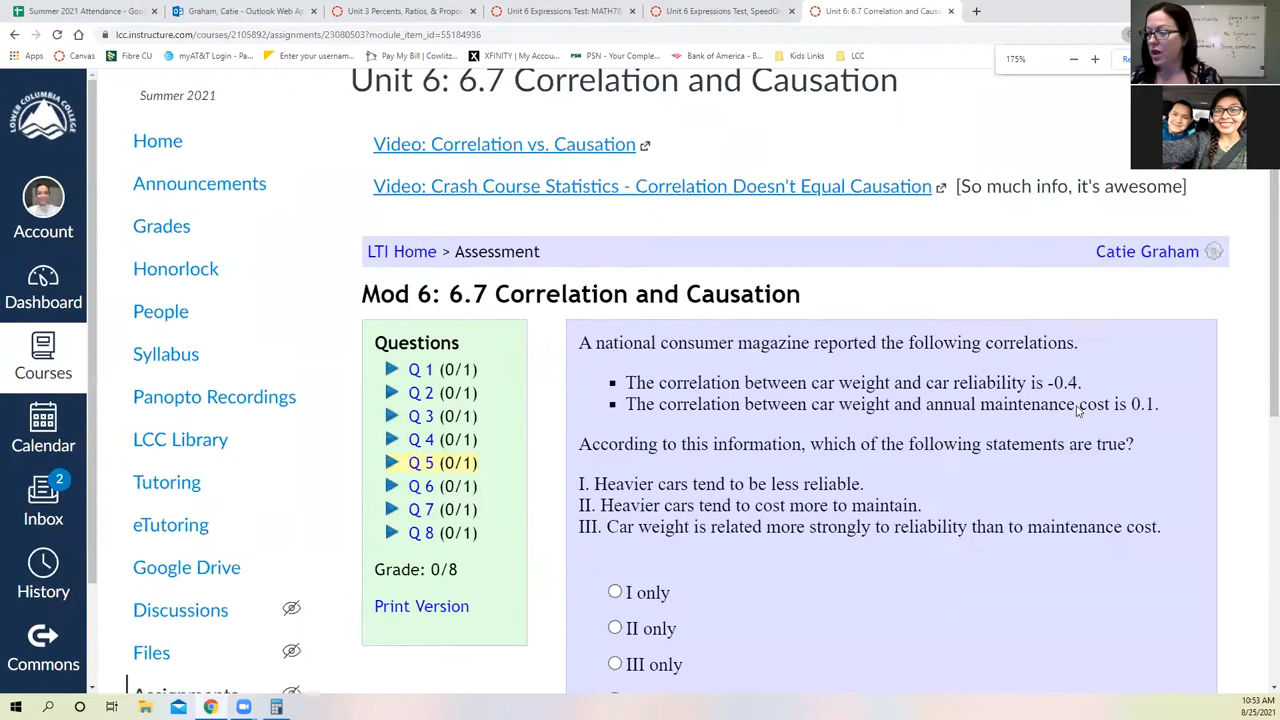 Summer 2021 Attendance - Goog
Graham, Catie - Outlook Web Ap
Unit 3 Percents, Ratios, & Propo
Unit 6 Expressions Test: MATH78
Unit 6 Expressions Test, SpeedG
Unit 6: 6.7 Correlation and Causa
lcc.instructure.com/courses/2105892/assignments/23080503?module_item_id=55184936
Apps
Canvas
Fibre CU
myAT&T Login - Pa...
Enter your usernam...
Pay My Bill | Cowlitz...
XFINITY | My Accou...
PSN - Your Comple...
Bank of America - B...
Kids Links
LCC
175%
Summer 2021
Home
Announcements
Grades
Honorlock
People
Syllabus
Panopto Recordings
LCC Library
Tutoring
eTutoring
Google Drive
Discussions
Files
Assignments
LOWER COLUMBIA COLLEGE
Account
Dashboard
Courses
Calendar
2
Inbox
History
Commons
Unit 6: 6.7 Correlation and Causation
Video: Correlation vs. Causation
Video: Crash Course Statistics - Correlation Doesn't Equal Causation [So much info, it's awesome]
LTI Home > Assessment
Catie Graham
Mod 6: 6.7 Correlation and Causation
Questions
Q 1 (0/1)
Q 2 (0/1)
Q 3 (0/1)
Q 4 (0/1)
Q 5 (0/1)
Q 6 (0/1)
Q 7 (0/1)
Q 8 (0/1)
Grade: 0/8
Print Version
A national consumer magazine reported the following correlations.
The correlation between car weight and car reliability is -0.4.
The correlation between car weight and annual maintenance cost is 0.1.
According to this information, which of the following statements are true?
I. Heavier cars tend to be less reliable.
II. Heavier cars tend to cost more to maintain.
III. Car weight is related more strongly to reliability than to maintenance cost.
I only
II only
III only
10:53 AM
8/25/2021